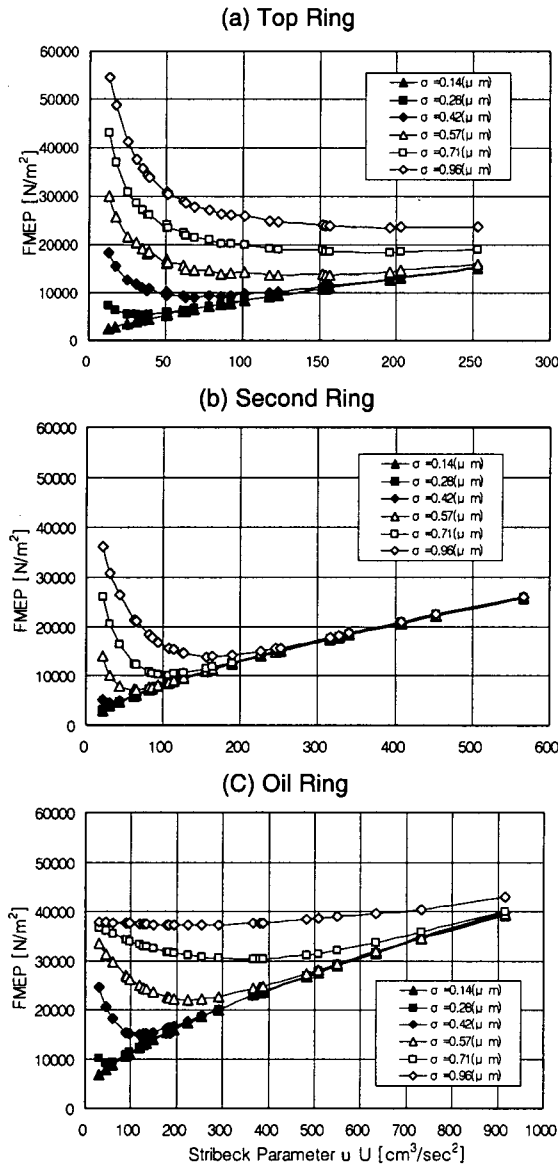 (a) Top Ring
60000
50000
40000
30000
20000
10000
0
FMEP [N/m²]
σ =0.14(μ m)
σ =0.28(μ m)
σ =0.42(μ m)
σ =0.57(μ m)
σ =0.71(μ m)
σ =0.96(μ m)
0 50 100 150 200 250 300
(b) Second Ring
60000
50000
40000
30000
20000
10000
0
FMEP [N/m²]
σ =0.14(μ m)
σ =0.28(μ m)
σ =0.42(μ m)
σ =0.57(μ m)
σ =0.71(μ m)
σ =0.96(μ m)
0 100 200 300 400 500 600
(C) Oil Ring
60000
50000
40000
30000
20000
10000
0
FMEP [N/m²]
σ =0.14(μ m)
σ =0.28(μ m)
σ =0.42(μ m)
σ =0.57(μ m)
σ =0.71(μ m)
σ =0.96(μ m)
0 100 200 300 400 500 600 700 800 900 1000
Stribeck Parameter υ U [cm³/sec²]